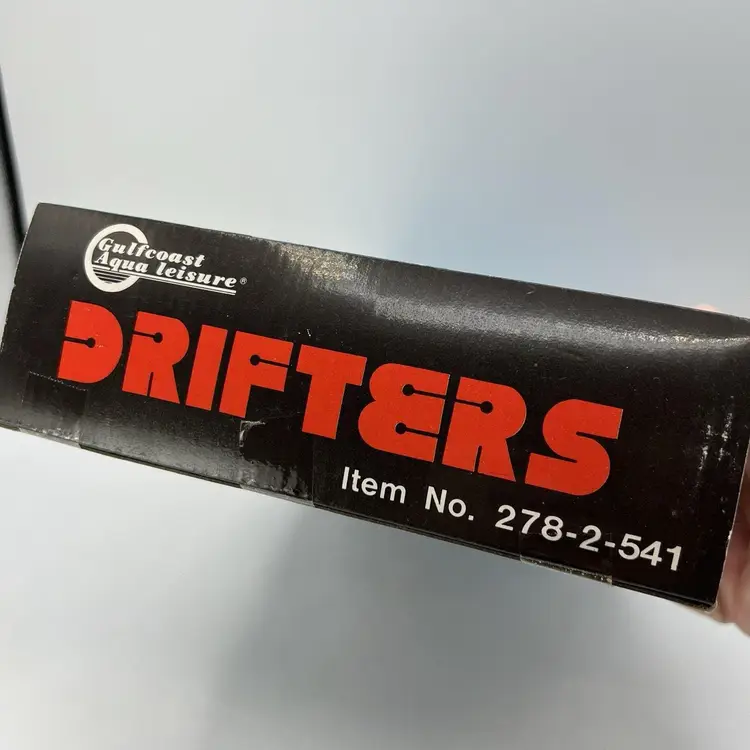 Gulfcoast
Aqua leisure®
DRIFTERS
Item No. 278-2-541